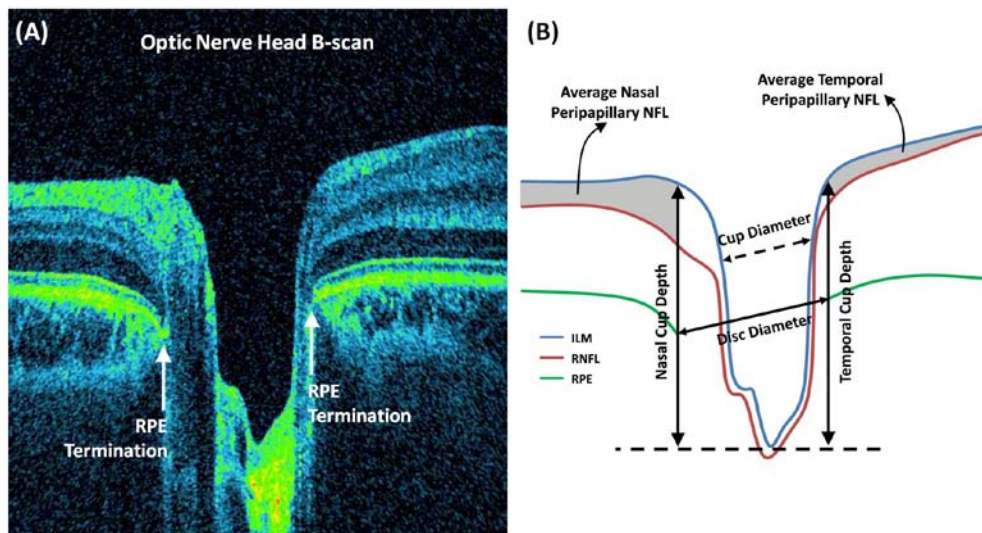 (A)
Optic Nerve Head B-scan
RPE
Termination
RPE
Termination
(B)
Average Nasal
Peripapillary NFL
Average Temporal
Peripapillary NFL
Cup Diameter
Nasal Cup Depth
Disc Diameter
Temporal Cup Depth
ILM
RNFL
RPE